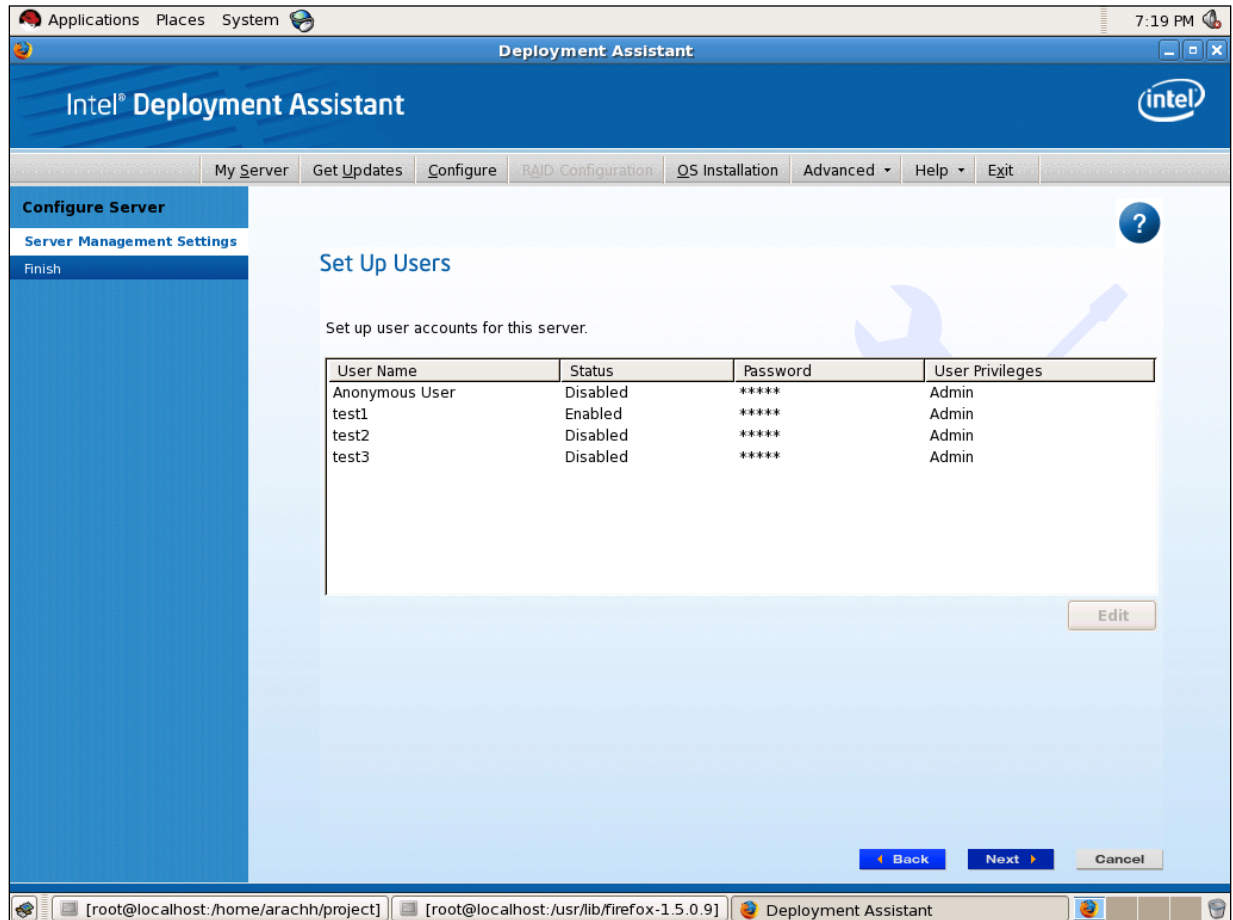 Applications Places System 7:19 PM
Deployment Assistant
Intel® Deployment Assistant
intel
My Server Get Updates Configure RAID Configuration OS Installation Advanced Help Exit
Configure Server
Server Management Settings
Finish
?
Set Up Users
Set up user accounts for this server.
User Name Status Password User Privileges
Anonymous User Disabled ***** Admin
test1 Enabled ***** Admin
test2 Disabled ***** Admin
test3 Disabled ***** Admin
Edit
Back Next Cancel
[root@localhost:/home/arachh/project] [root@localhost:/usr/lib/firefox-1.5.0.9] Deployment Assistant